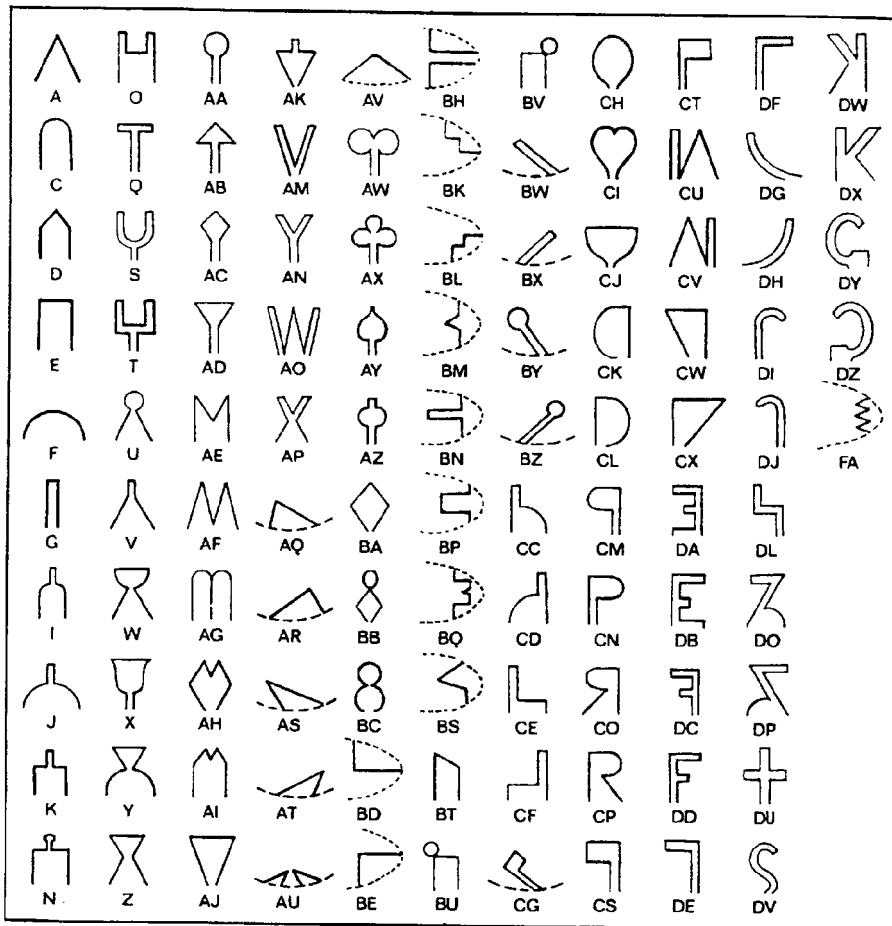 A O AA AK AV BH BV CH CT DF DW
C Q AB AM AW BK BW CI CU DG DX
D S AC AN AX BL BX CJ CV DH DY
E T AD AO AY BM BY CK CW DI DZ
F U AE AP AZ BN BZ CL CX DJ FA
G V AF AQ BA BP CC CM DA DL
I W AG AR BB BQ CD CN DB DO
J X AH AS BC BS CE CO DC DP
K Y AI AT BD BT CF CP DD DU
N Z AJ AU BE BU CG CS DE DV